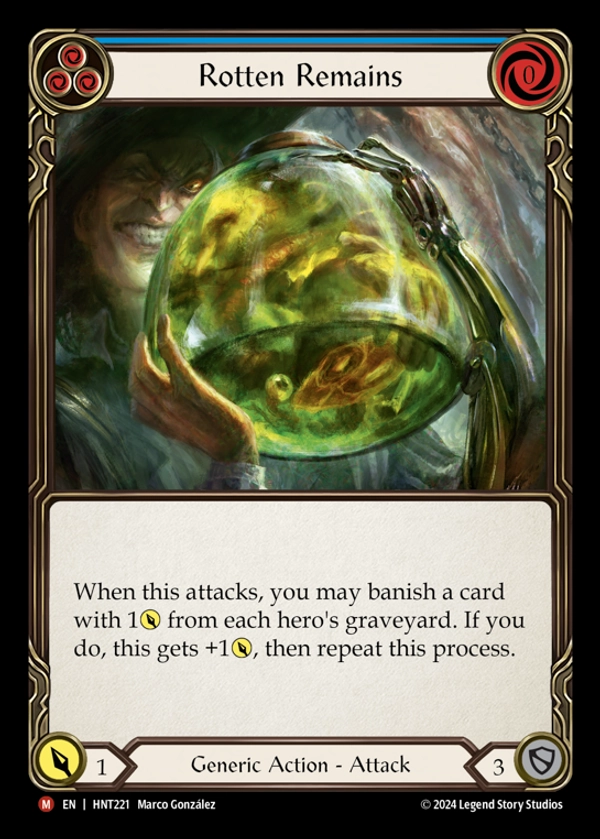 Rotten Remains
0
When this attacks, you may banish a card
with 1 from each hero's graveyard. If you
do, this gets +1, then repeat this process.
1
Generic Action - Attack
3
M EN | HNT221 Marco González
© 2024 Legend Story Studios